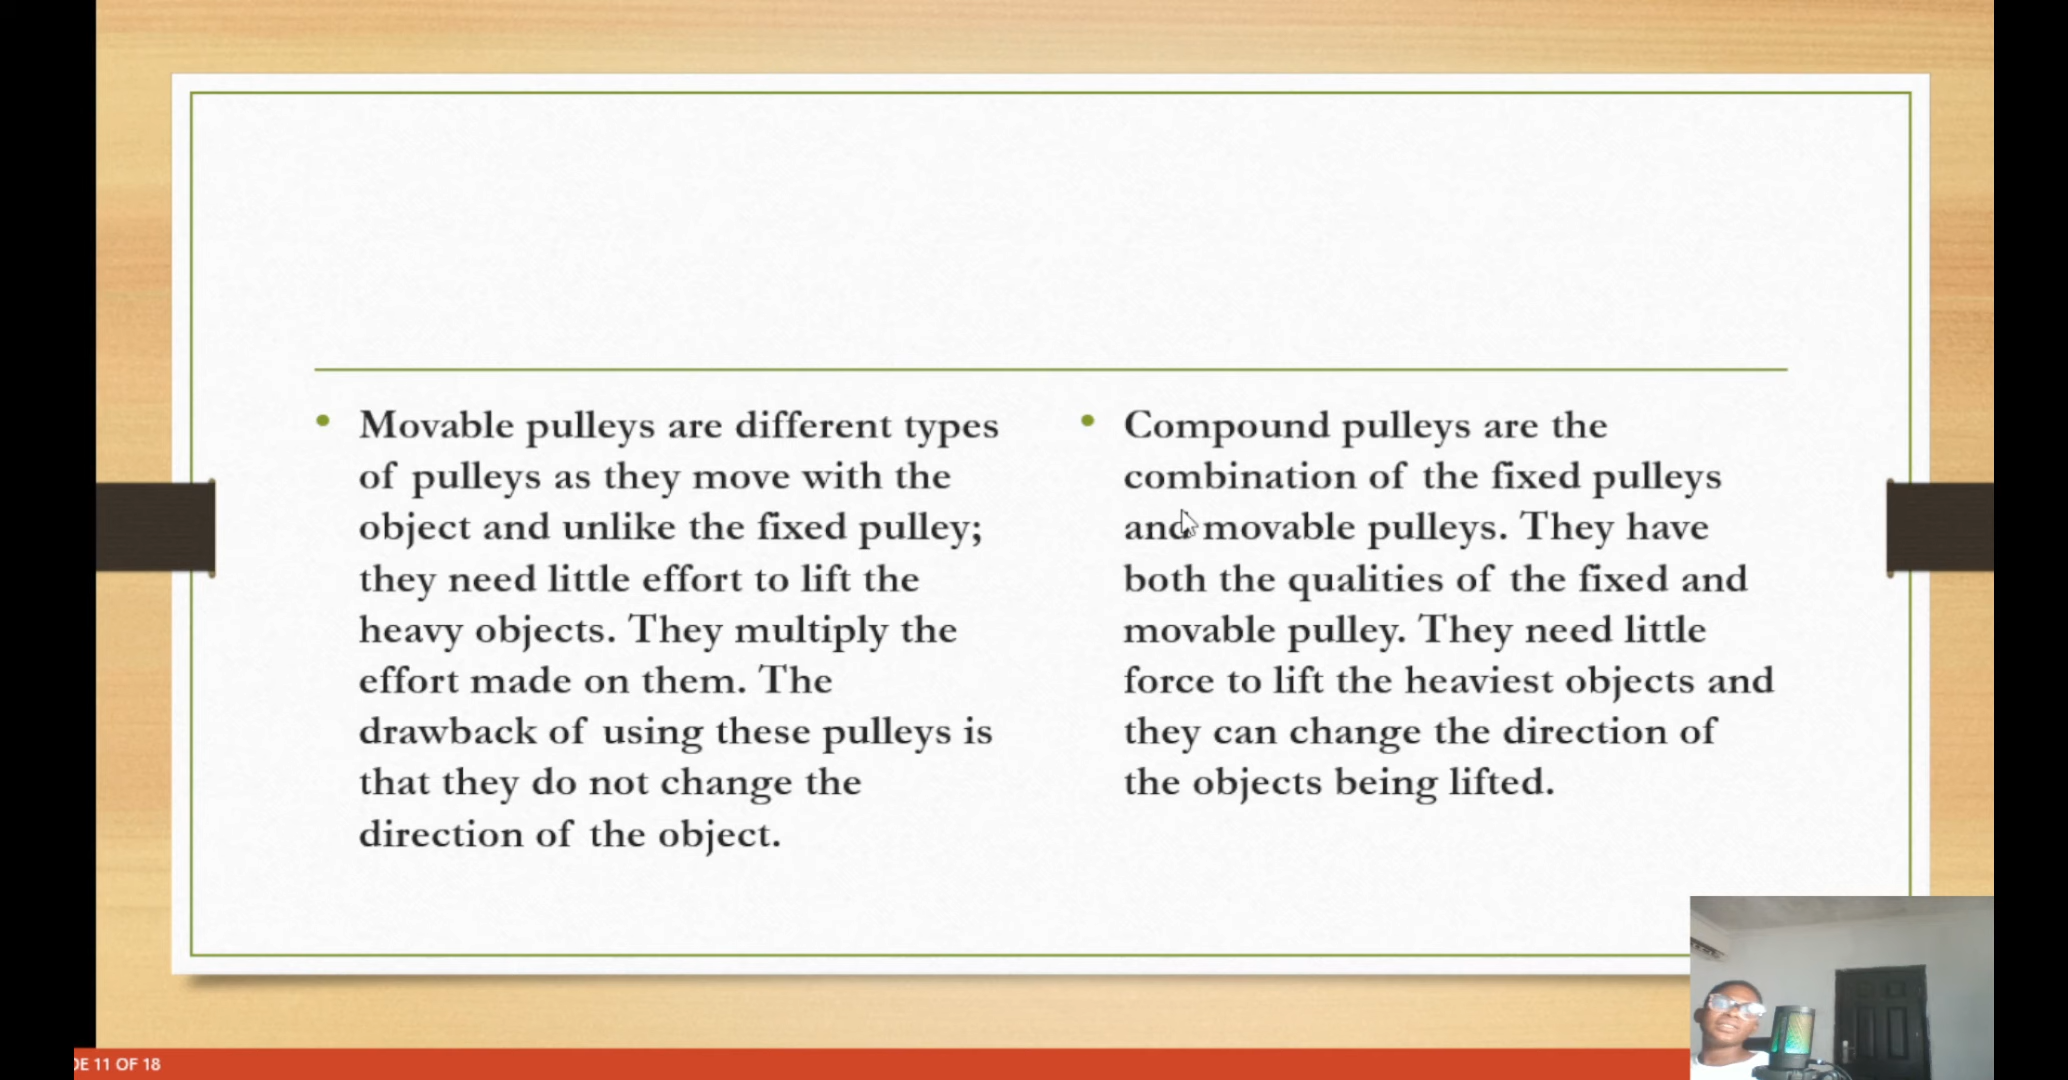 Movable pulleys are different types
of pulleys as they move with the
object and unlike the fixed pulley;
they need little effort to lift the
heavy objects. They multiply the
effort made on them. The
drawback of using these pulleys is
that they do not change the
direction of the object.
Compound pulleys are the
combination of the fixed pulleys
and movable pulleys. They have
both the qualities of the fixed and
movable pulley. They need little
force to lift the heaviest objects and
they can change the direction of
the objects being lifted.
DE 11 OF 18